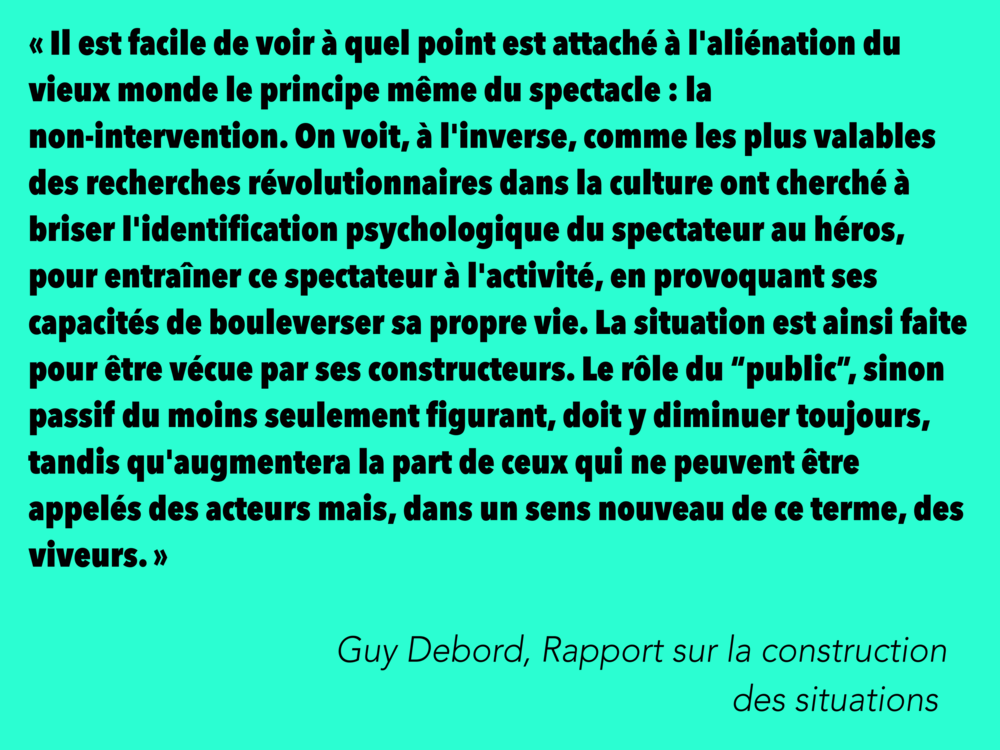 « Il est facile de voir à quel point est attaché à l'aliénation du
vieux monde le principe même du spectacle : la
non-intervention. On voit, à l'inverse, comme les plus valables
des recherches révolutionnaires dans la culture ont cherché à
briser l'identification psychologique du spectateur au héros,
pour entraîner ce spectateur à l'activité, en provoquant ses
capacités de bouleverser sa propre vie. La situation est ainsi faite
pour être vécue par ses constructeurs. Le rôle du “public”, sinon
passif du moins seulement figurant, doit y diminuer toujours,
tandis qu'augmentera la part de ceux qui ne peuvent être
appelés des acteurs mais, dans un sens nouveau de ce terme, des
viveurs. »
Guy Debord, Rapport sur la construction
des situations